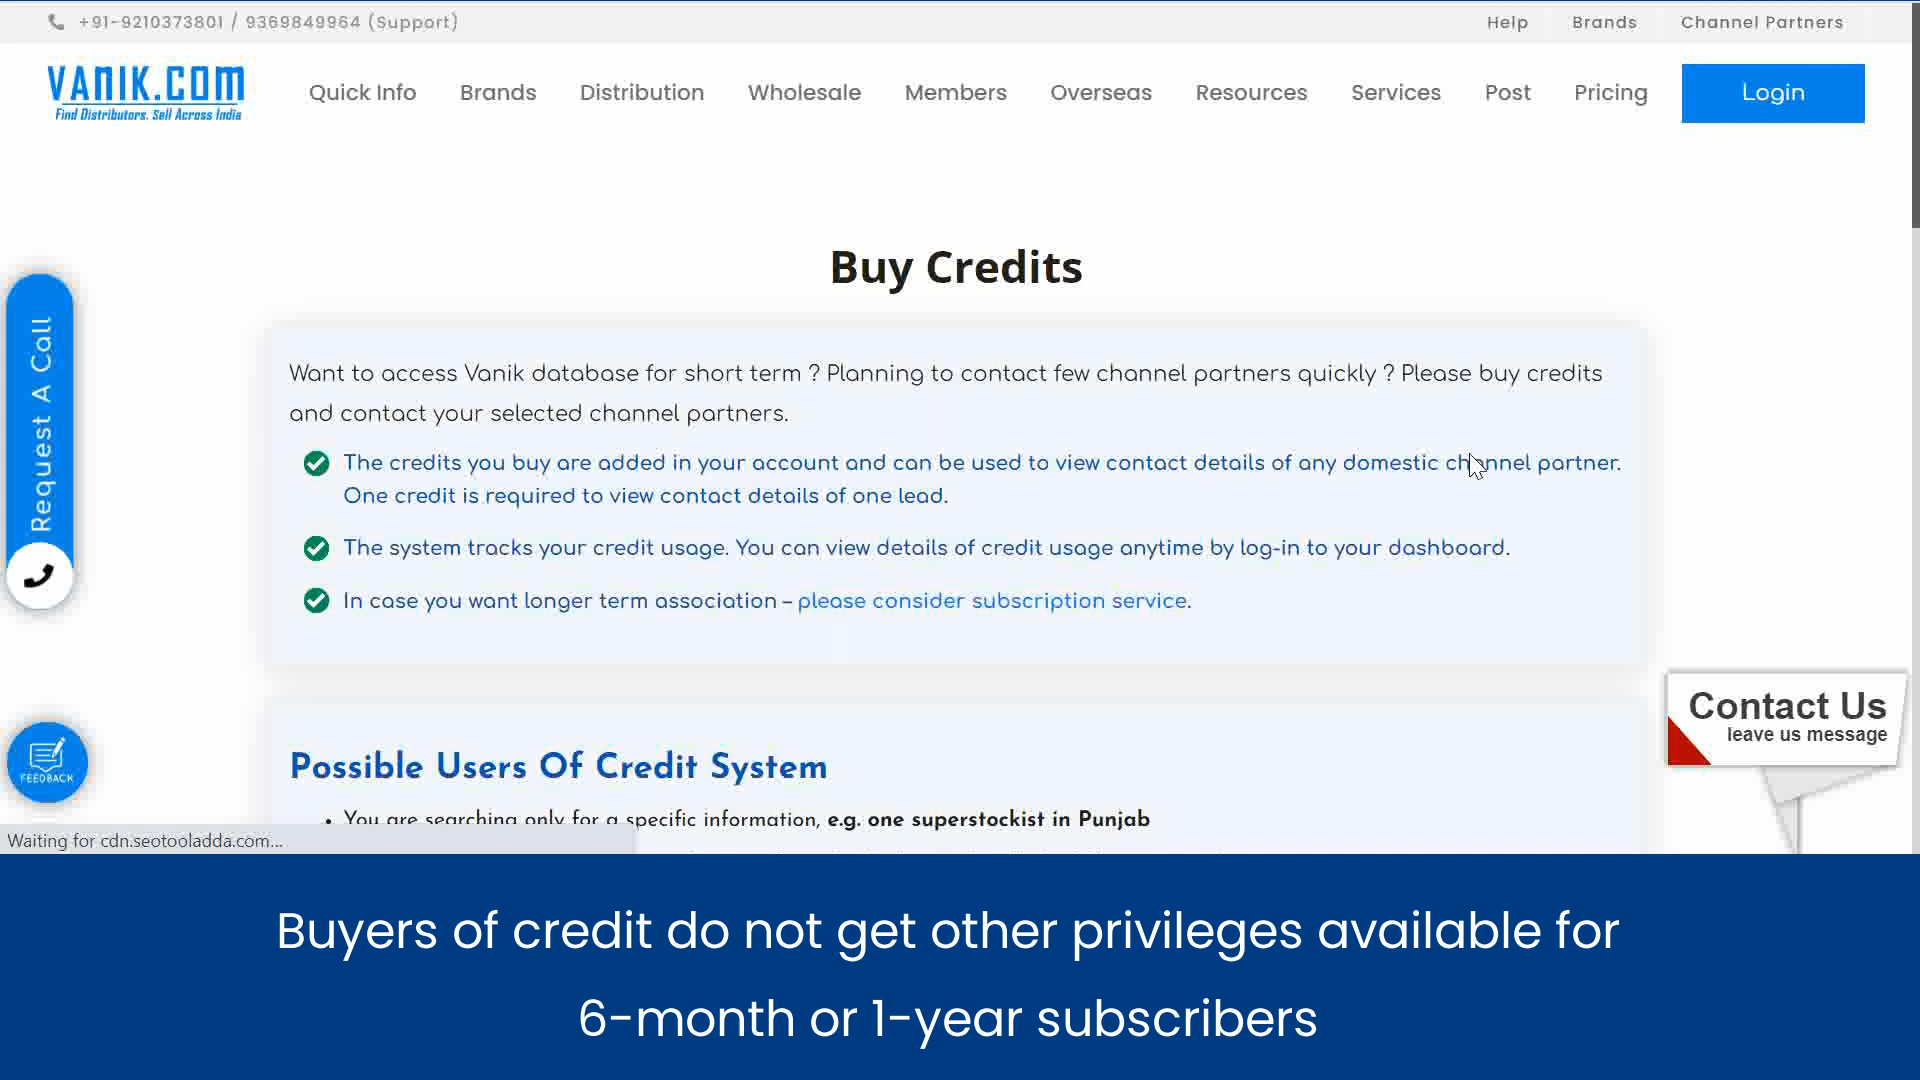 +91-9210373801 / 9369849964 (Support)
Help
Brands
Channel Partners
VANIK.COM
Find Distributors. Sell Across India
Quick Info
Brands
Distribution
Wholesale
Members
Overseas
Resources
Services
Post
Pricing
Login
Buy Credits
Want to access Vanik database for short term ? Planning to contact few channel partners quickly ? Please buy credits
and contact your selected channel partners.
The credits you buy are added in your account and can be used to view contact details of any domestic channel partner.
One credit is required to view contact details of one lead.
The system tracks your credit usage. You can view details of credit usage anytime by log-in to your dashboard.
In case you want longer term association – please consider subscription service.
Request A Call
Contact Us
leave us message
FEEDBACK
Possible Users Of Credit System
• You are searching only for a specific information, e.g. one superstockist in Punjab
Waiting for cdn.seotooladda.com...
Buyers of credit do not get other privileges available for
6-month or 1-year subscribers